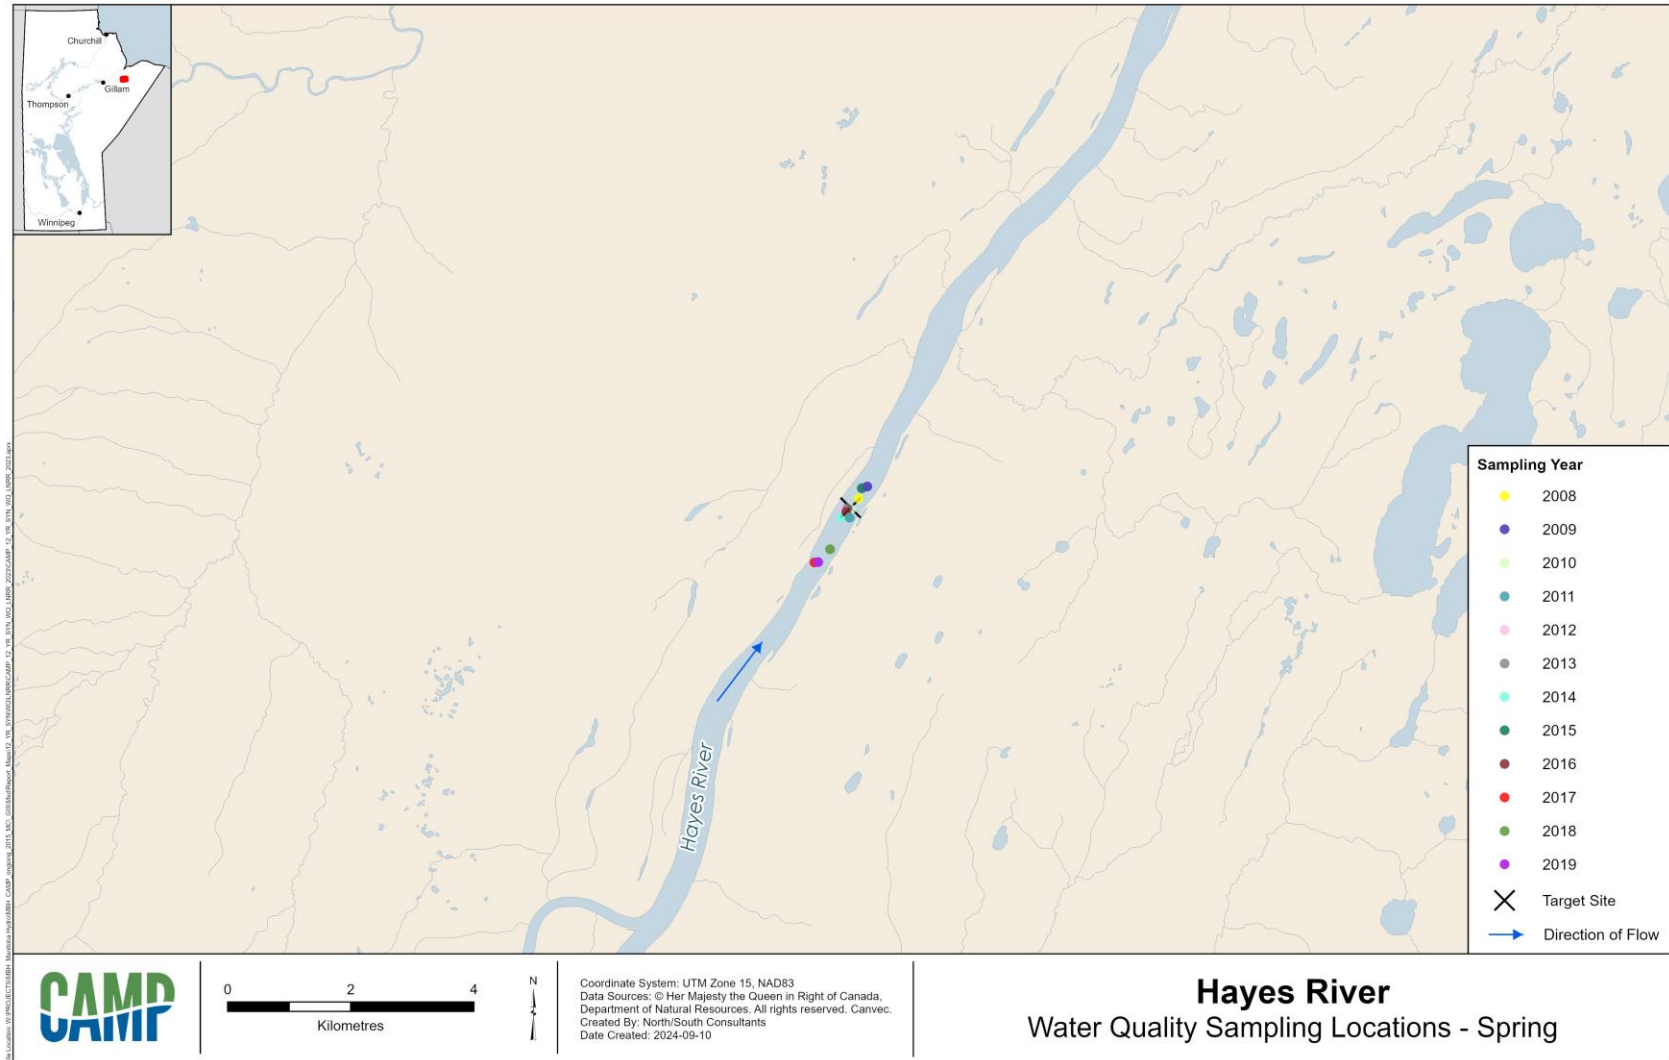 Churchill
Gillam
Thompson
Winnipeg
Hayes River
Sampling Year
2008
2009
2010
2011
2012
2013
2014
2015
2016
2017
2018
2019
Target Site
Direction of Flow
CAMP
0 2 4
Kilometres
N
Coordinate System: UTM Zone 15, NAD83
Data Sources: © Her Majesty the Queen in Right of Canada,
Department of Natural Resources. All rights reserved. Canvec.
Created By: North/South Consultants
Date Created: 2024-09-10
Hayes River
Water Quality Sampling Locations - Spring